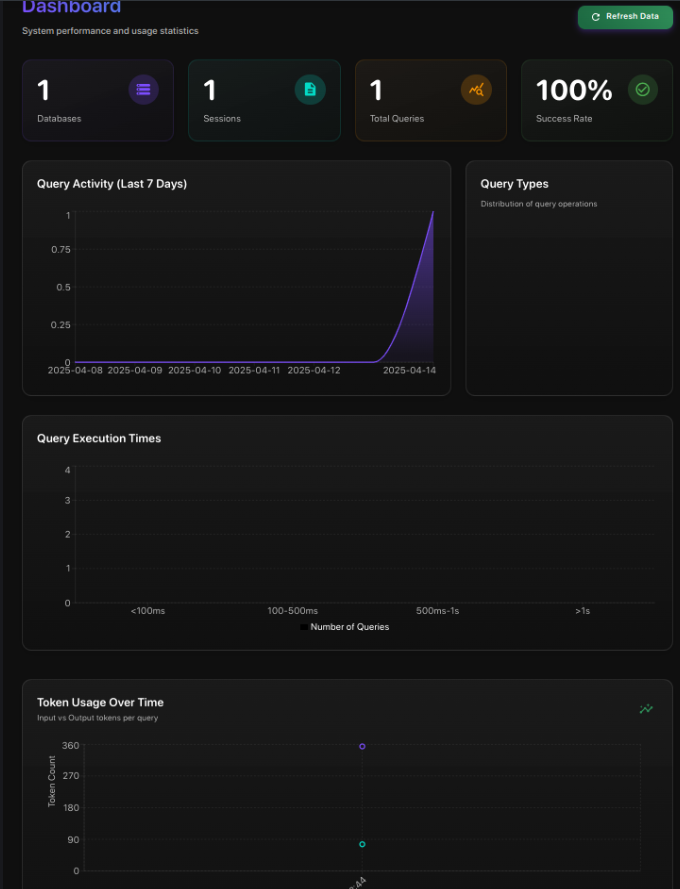 Dashboard
Refresh Data
System performance and usage statistics
1
Databases
1
Sessions
1
Total Queries
100%
Success Rate
Query Activity (Last 7 Days)
1
0.75
0.5
0.25
0
2025-04-08 2025-04-09 2025-04-10 2025-04-11 2025-04-12 2025-04-14
Query Types
Distribution of query operations
Query Execution Times
4
3
2
1
0
<100ms 100-500ms 500ms-1s >1s
Number of Queries
Token Usage Over Time
Input vs Output tokens per query
Token Count
360
270
180
90
0